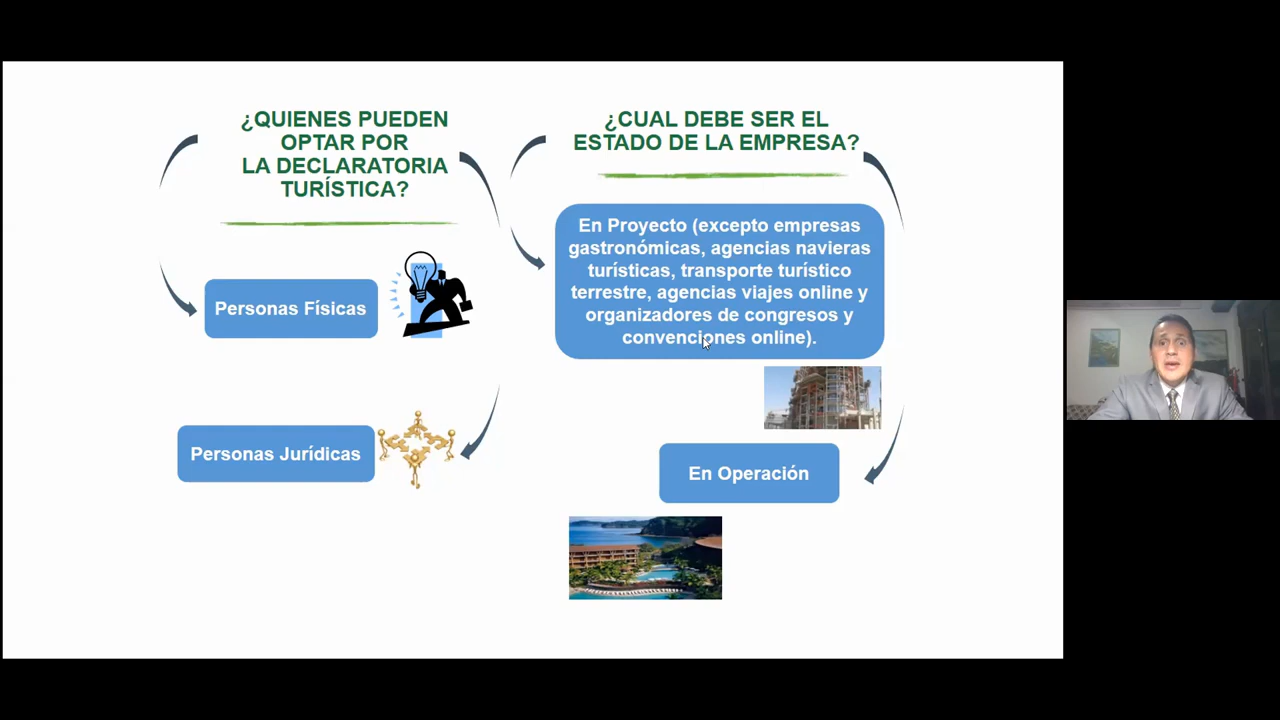 ¿QUIENES PUEDEN
OPTAR POR
LA DECLARATORIA
TURÍSTICA?
Personas Físicas
Personas Jurídicas
¿CUAL DEBE SER EL
ESTADO DE LA EMPRESA?
En Proyecto (excepto empresas
gastronómicas, agencias navieras
turísticas, transporte turístico
terrestre, agencias viajes online y
organizadores de congresos y
convenciones online).
En Operación